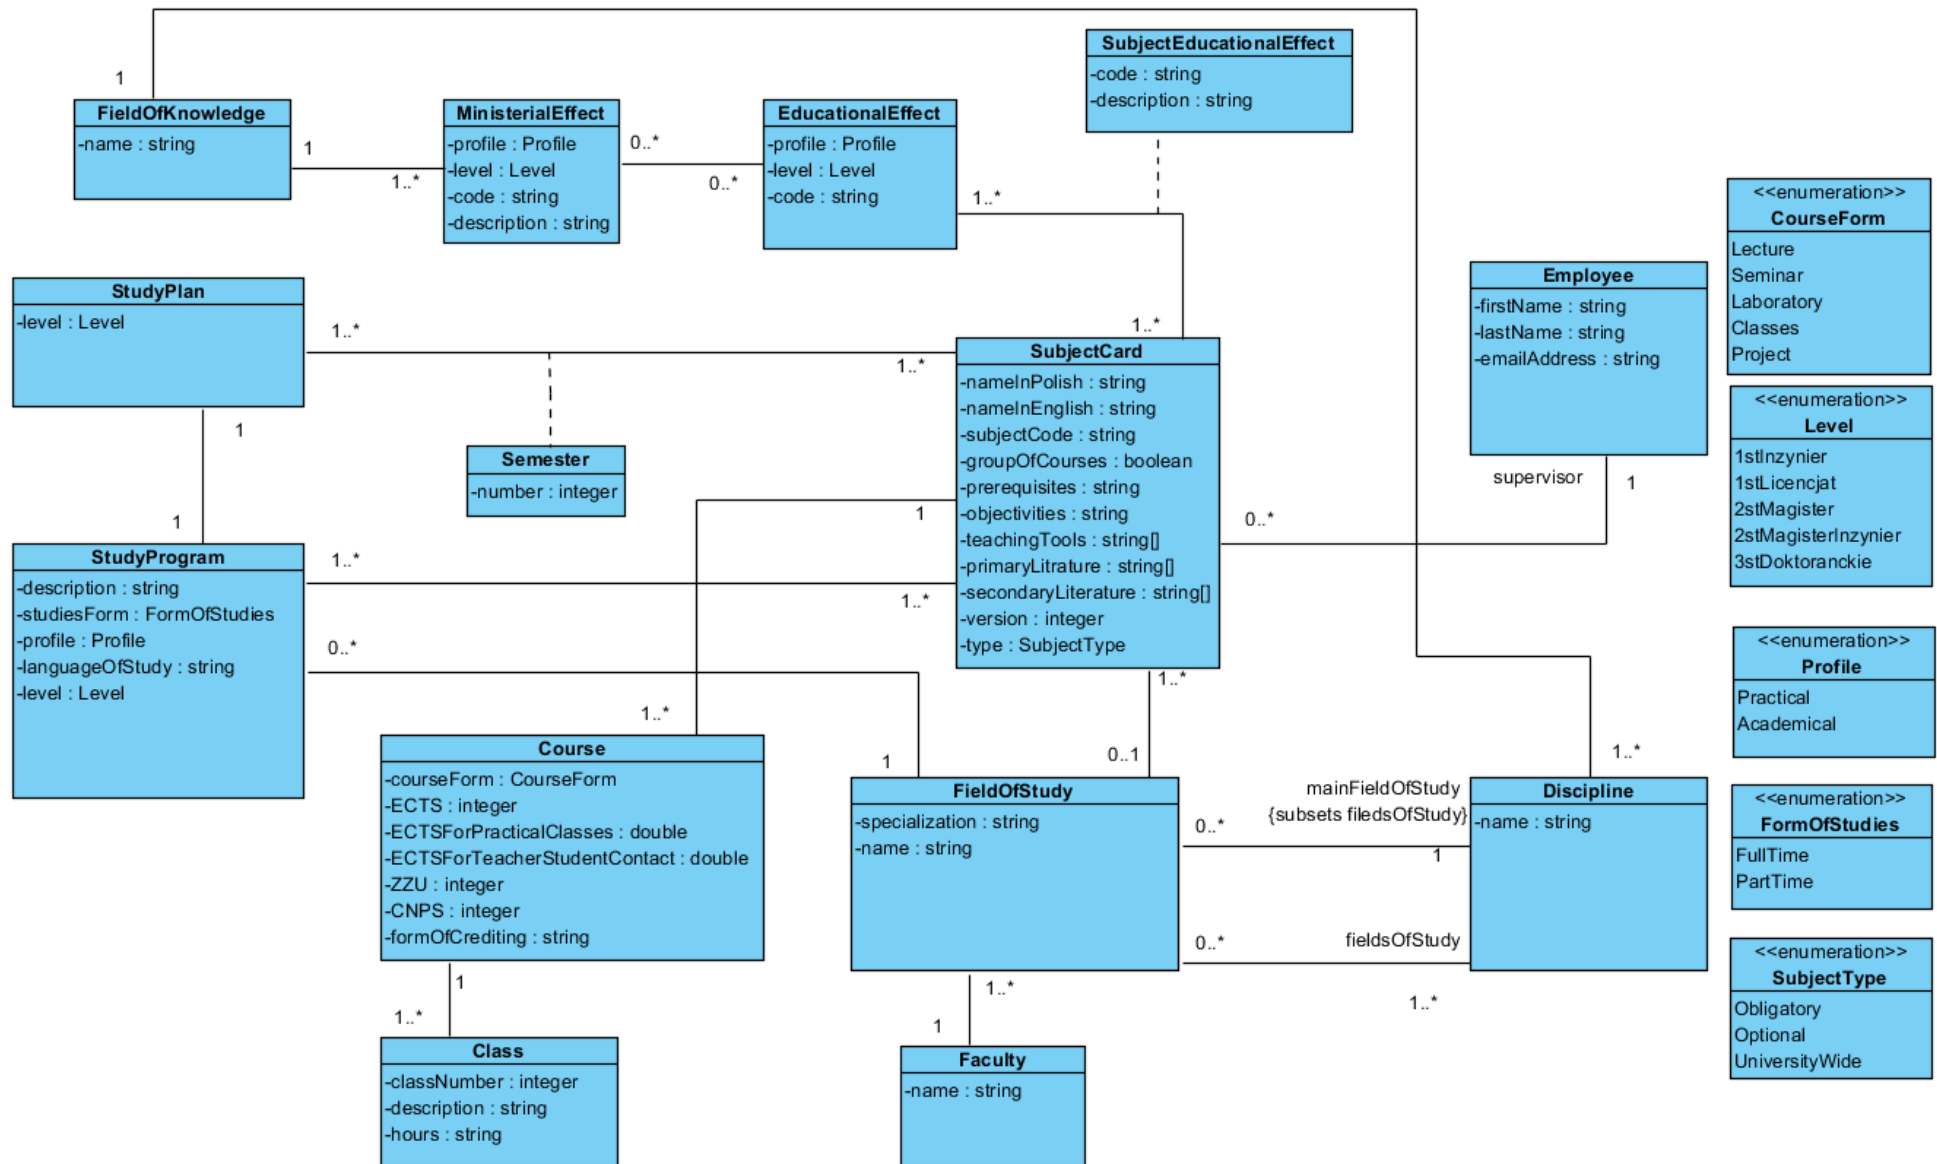 1
FieldOfKnowledge
-name : string
1
1..*
MinisterialEffect
-profile : Profile
-level : Level
-code : string
-description : string
0..*
0..*
EducationalEffect
-profile : Profile
-level : Level
-code : string
1..*
SubjectEducationalEffect
-code : string
-description : string
1..*
StudyPlan
-level : Level
1..*
1..*
1
1
Semester
-number : integer
SubjectCard
-nameInPolish : string
-nameInEnglish : string
-subjectCode : string
-groupOfCourses : boolean
-prerequisites : string
-objectivities : string
-teachingTools : string[]
-primaryLitrature : string[]
-secondaryLiterature : string[]
-version : integer
-type : SubjectType
Employee
-firstName : string
-lastName : string
-emailAddress : string
supervisor
1
0..*
StudyProgram
-description : string
-studiesForm : FormOfStudies
-profile : Profile
-languageOfStudy : string
-level : Level
1..*
1..*
0..*
1
1
1..*
Course
-courseForm : CourseForm
-ECTS : integer
-ECTSForPracticalClasses : double
-ECTSForTeacherStudentContact : double
-ZZU : integer
-CNPS : integer
-formOfCrediting : string
1
1..*
Class
-classNumber : integer
-description : string
-hours : string
1..*
0..1
FieldOfStudy
-specialization : string
-name : string
1..*
1
Faculty
-name : string
mainFieldOfStudy
{subsets filedsOfStudy}
0..*
1
fieldsOfStudy
0..*
1..*
1..*
Discipline
-name : string
<<enumeration>>
CourseForm
Lecture
Seminar
Laboratory
Classes
Project
<<enumeration>>
Level
1stInzynier
1stLicencjat
2stMagister
2stMagisterInzynier
3stDoktoranckie
<<enumeration>>
Profile
Practical
Academical
<<enumeration>>
FormOfStudies
FullTime
PartTime
<<enumeration>>
SubjectType
Obligatory
Optional
UniversityWide